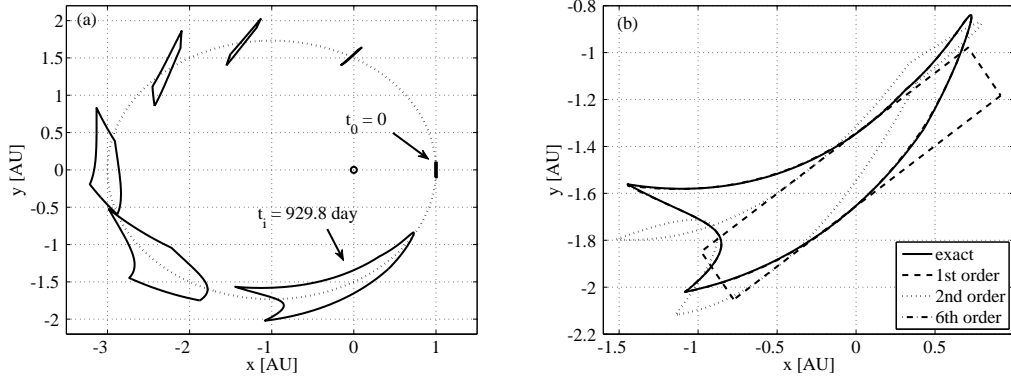 (a)
2
1.5
1
0.5
0
-0.5
-1
-1.5
-2
y [AU]
t0 = 0
ti = 929.8 day
-3
-2
-1
0
1
x [AU]
(b)
-0.8
-1
-1.2
-1.4
-1.6
-1.8
-2
-2.2
y [AU]
exact
1st order
2nd order
6th order
-1.5
-1
-0.5
0
0.5
x [AU]